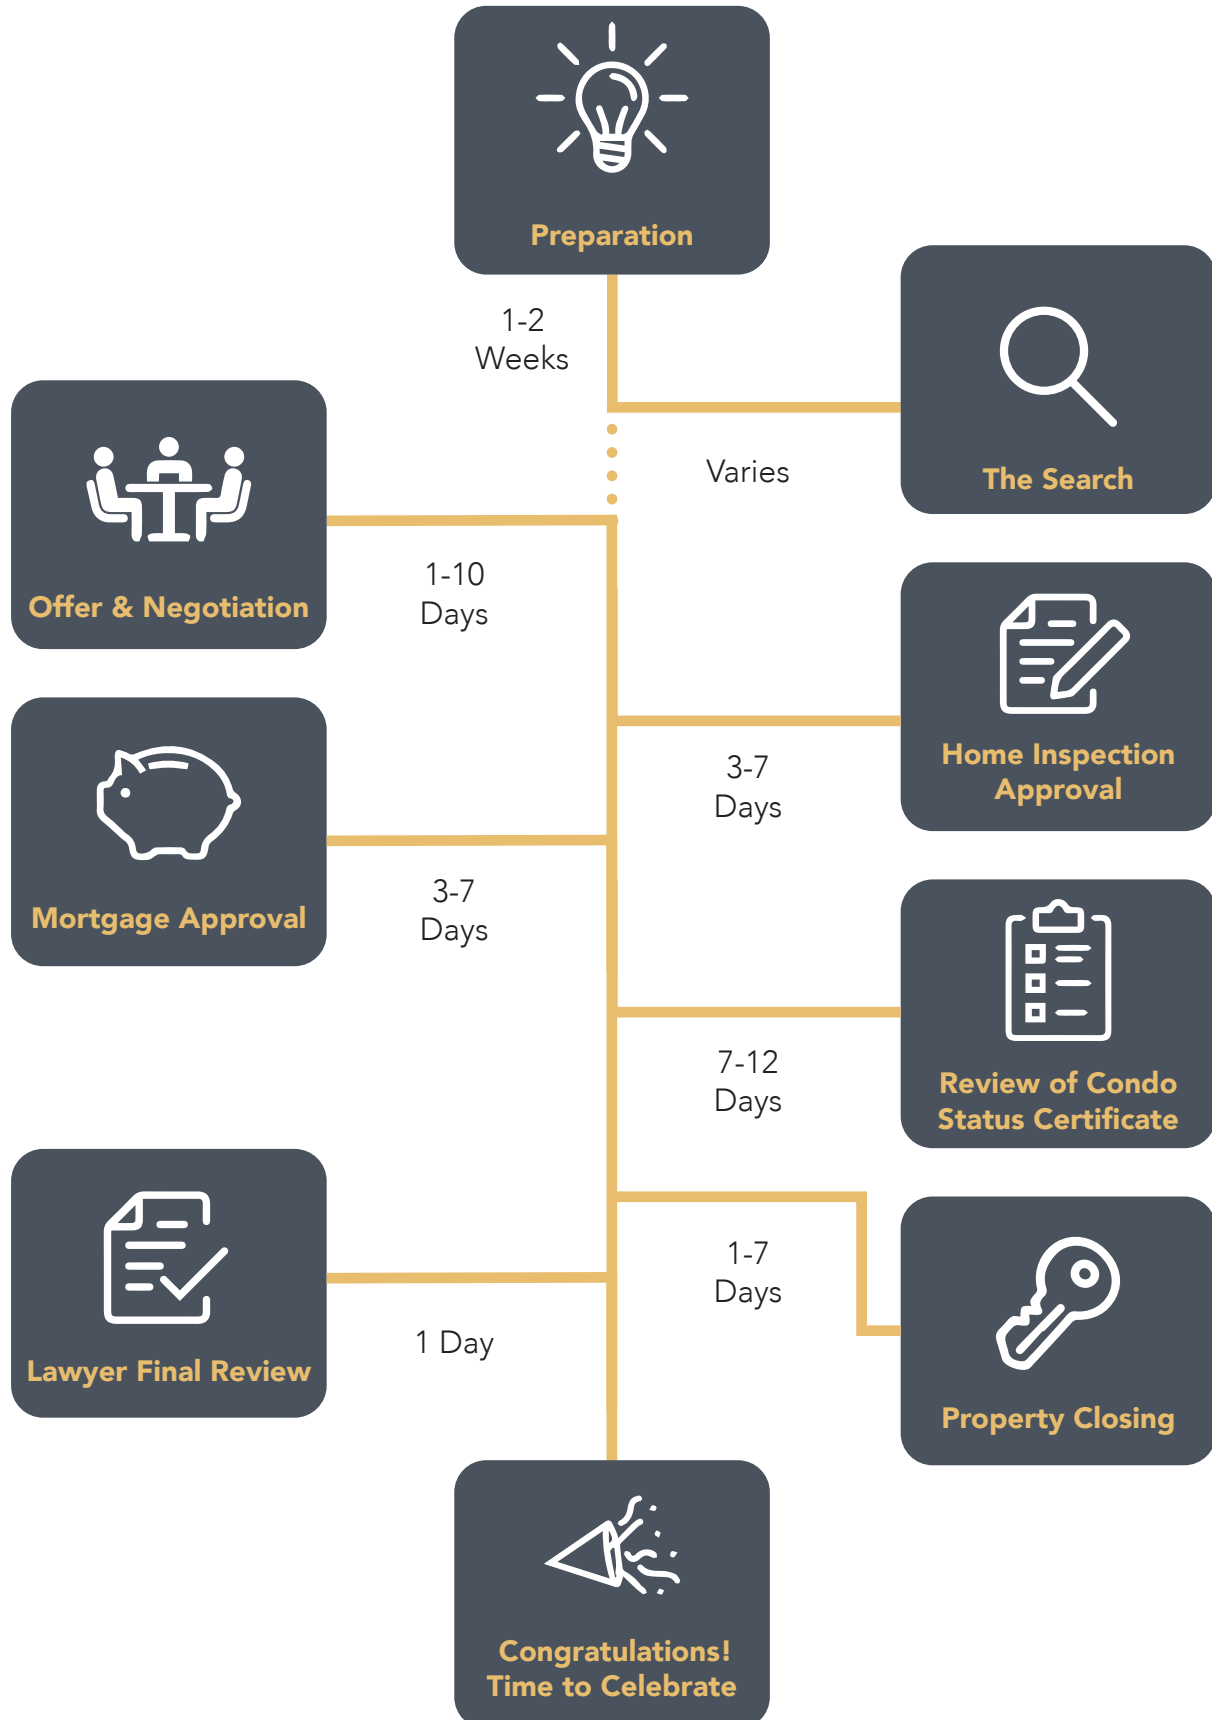 Preparation
1-2
Weeks
The Search
Varies
Offer & Negotiation
1-10
Days
Home Inspection
Approval
3-7
Days
Mortgage Approval
3-7
Days
Review of Condo
Status Certificate
7-12
Days
Property Closing
1-7
Days
Lawyer Final Review
1 Day
Congratulations!
Time to Celebrate